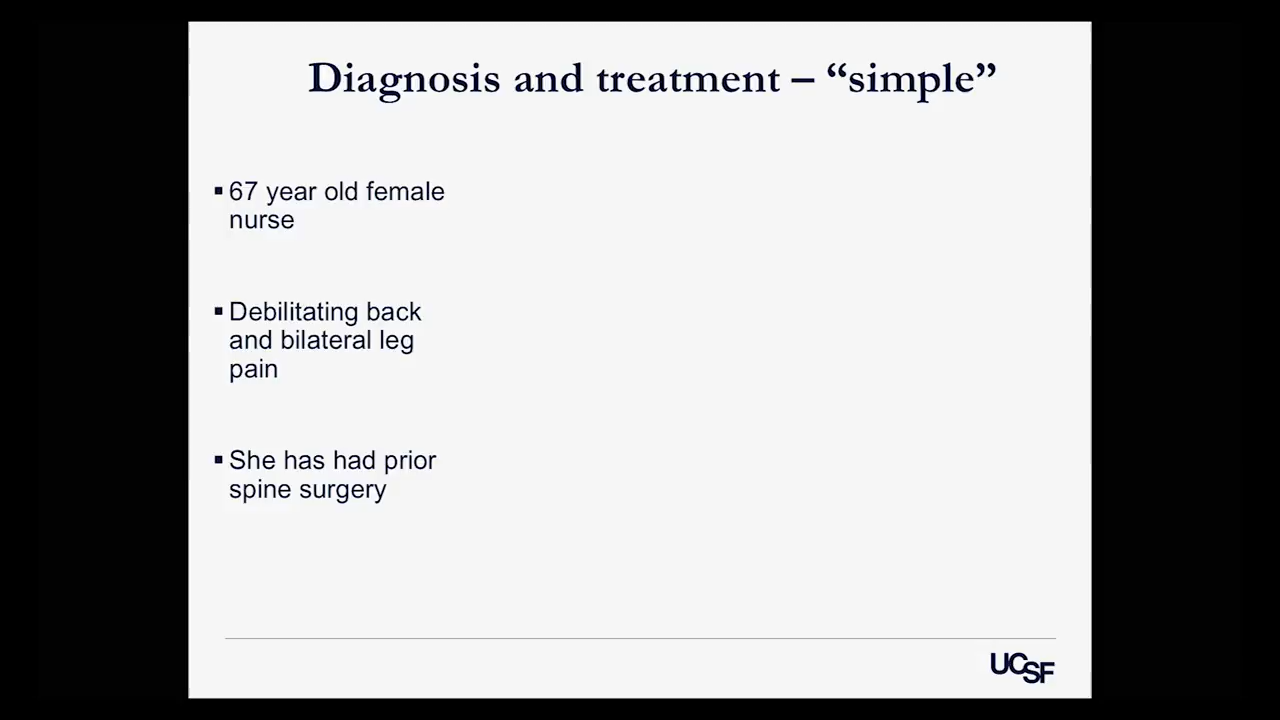 Diagnosis and treatment – “simple”
▪ 67 year old female
nurse
▪ Debilitating back
and bilateral leg
pain
▪ She has had prior
spine surgery
UCSF